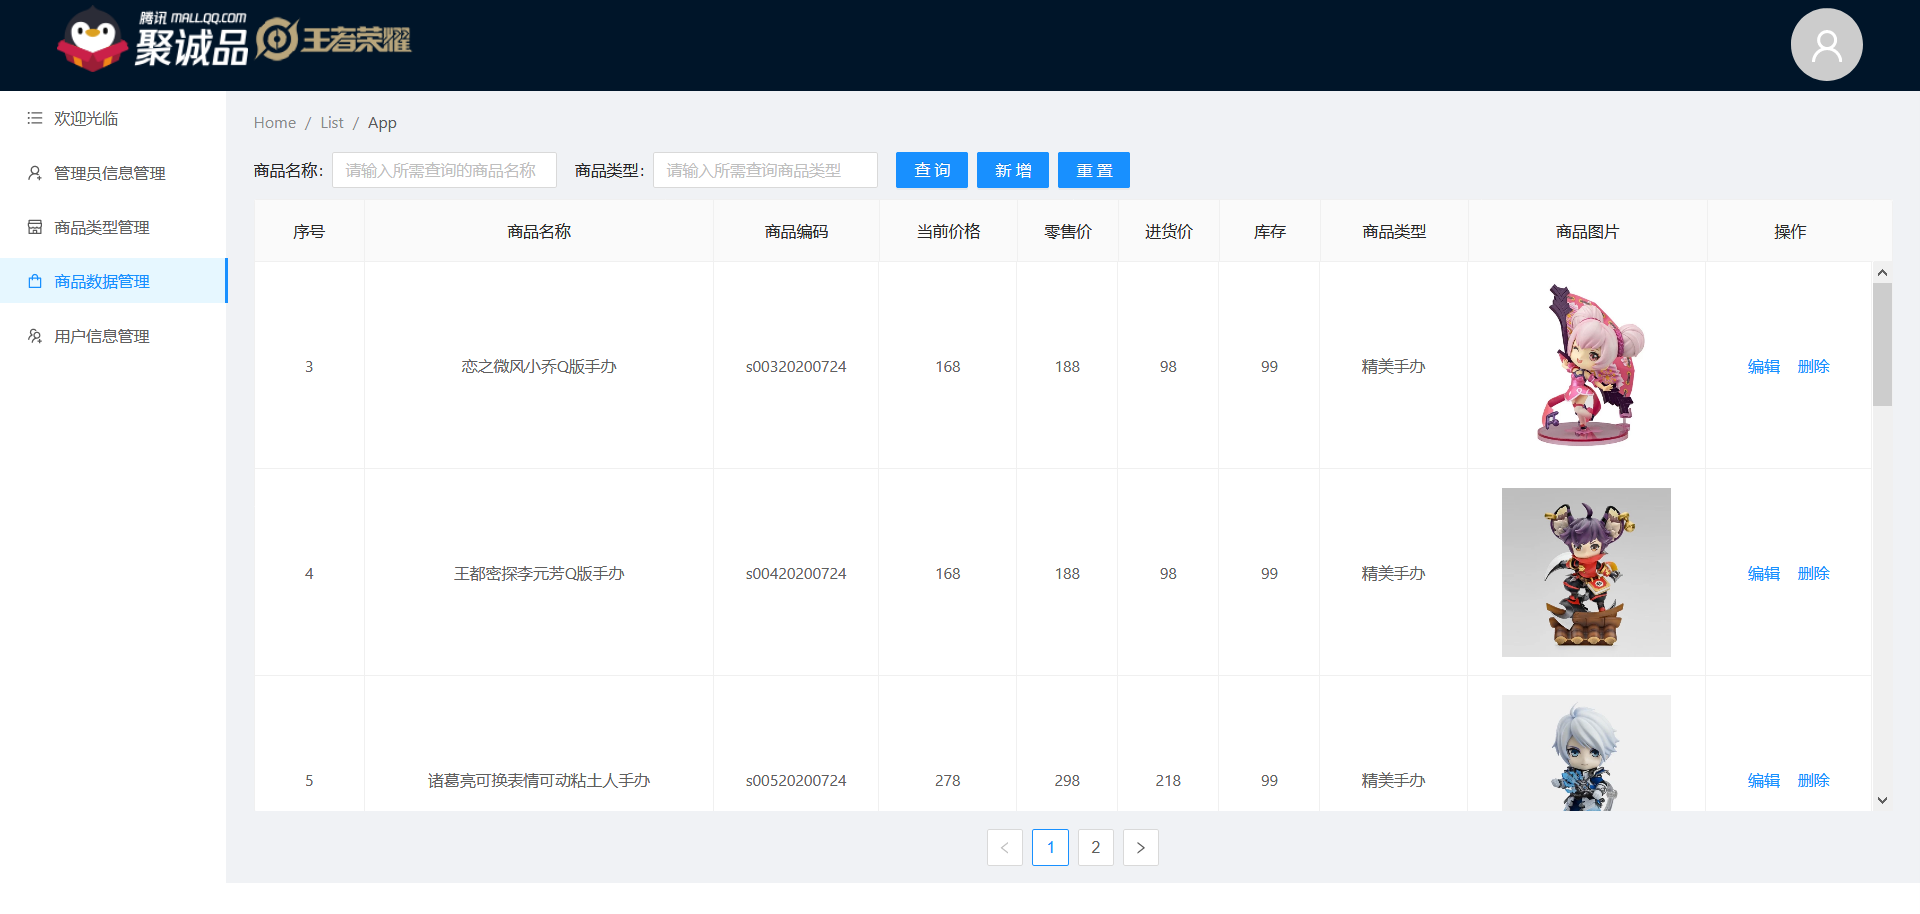 腾讯 MALL.QQ.COM
聚诚品 王者荣耀
欢迎光临
管理员信息管理
商品类型管理
商品数据管理
用户信息管理
Home / List / App
商品名称: 请输入所需查询的商品名称 商品类型: 请输入所需查询商品类型 查 询 新 增 重 置
序号 商品名称 商品编码 当前价格 零售价 进货价 库存 商品类型 商品图片 操作
3 恋之微风小乔Q版手办 s00320200724 168 188 98 99 精美手办 编辑 删除
4 王都密探李元芳Q版手办 s00420200724 168 188 98 99 精美手办 编辑 删除
5 诸葛亮可换表情可动粘土人手办 s00520200724 278 298 218 99 精美手办 编辑 删除
< 1 2 >